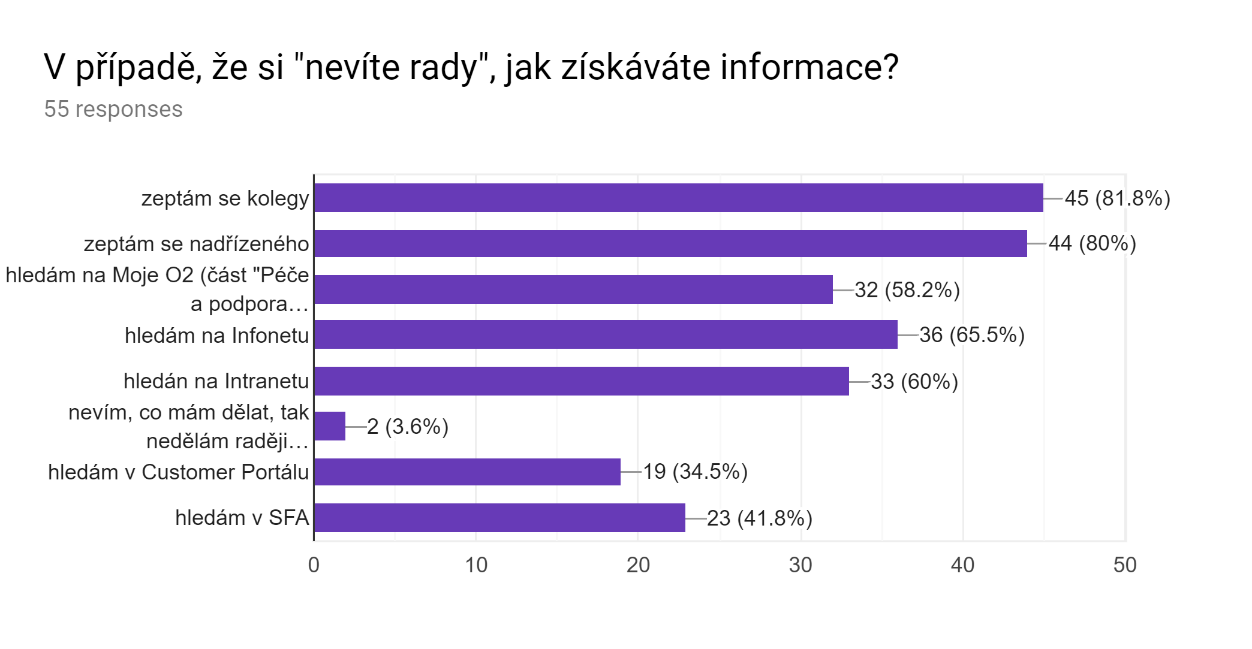 V případě, že si "nevíte rady", jak získáváte informace?
55 responses
zeptám se kolegy
45 (81.8%)
zeptám se nadřízeného
44 (80%)
hledám na Moje O2 (část "Péče
a podpora…
32 (58.2%)
hledám na Infonetu
36 (65.5%)
hledán na Intranetu
33 (60%)
nevím, co mám dělat, tak
nedělám raději…
2 (3.6%)
hledám v Customer Portálu
19 (34.5%)
hledám v SFA
23 (41.8%)
0 10 20 30 40 50